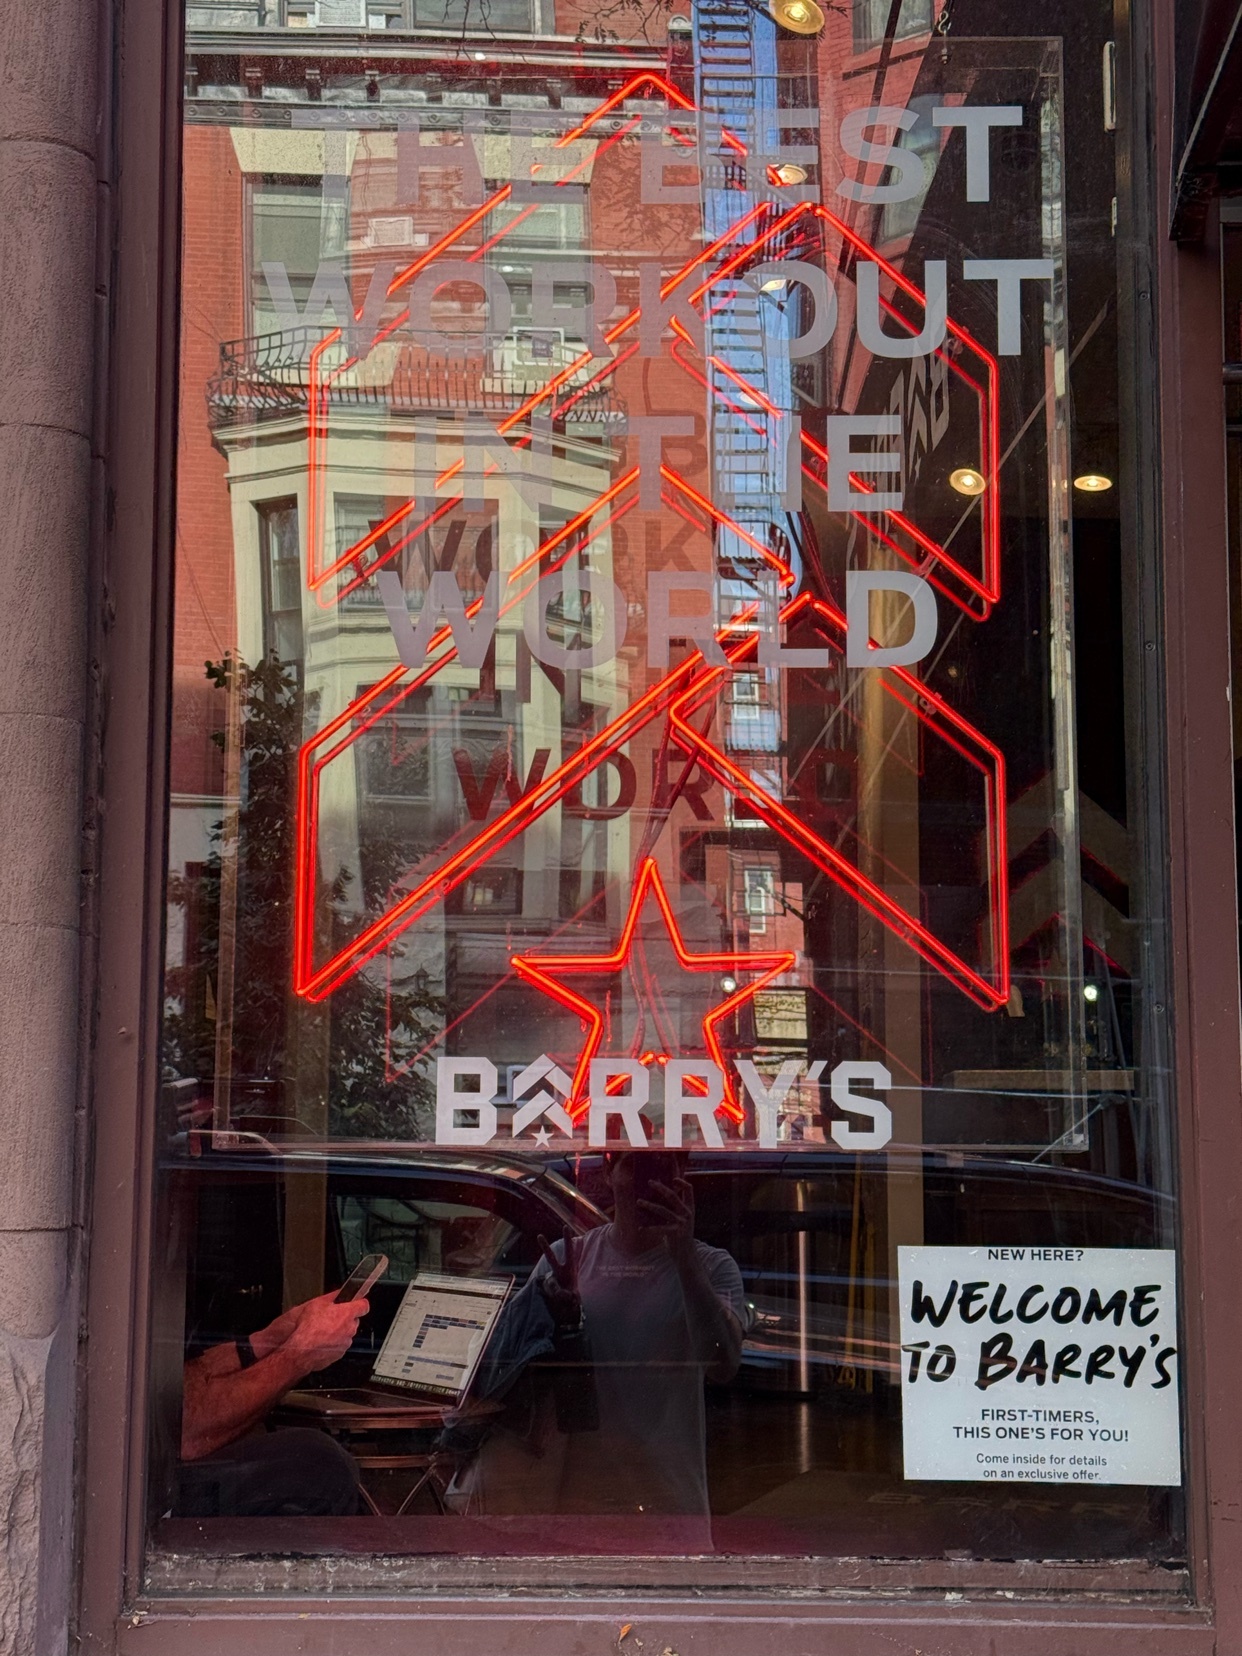 THE BEST
WORKOUT
IN THE
WORLD
BARRY'S
NEW HERE?
WELCOME
TO BARRY'S
FIRST-TIMERS,
THIS ONE'S FOR YOU!
Come inside for details
on an exclusive offer.